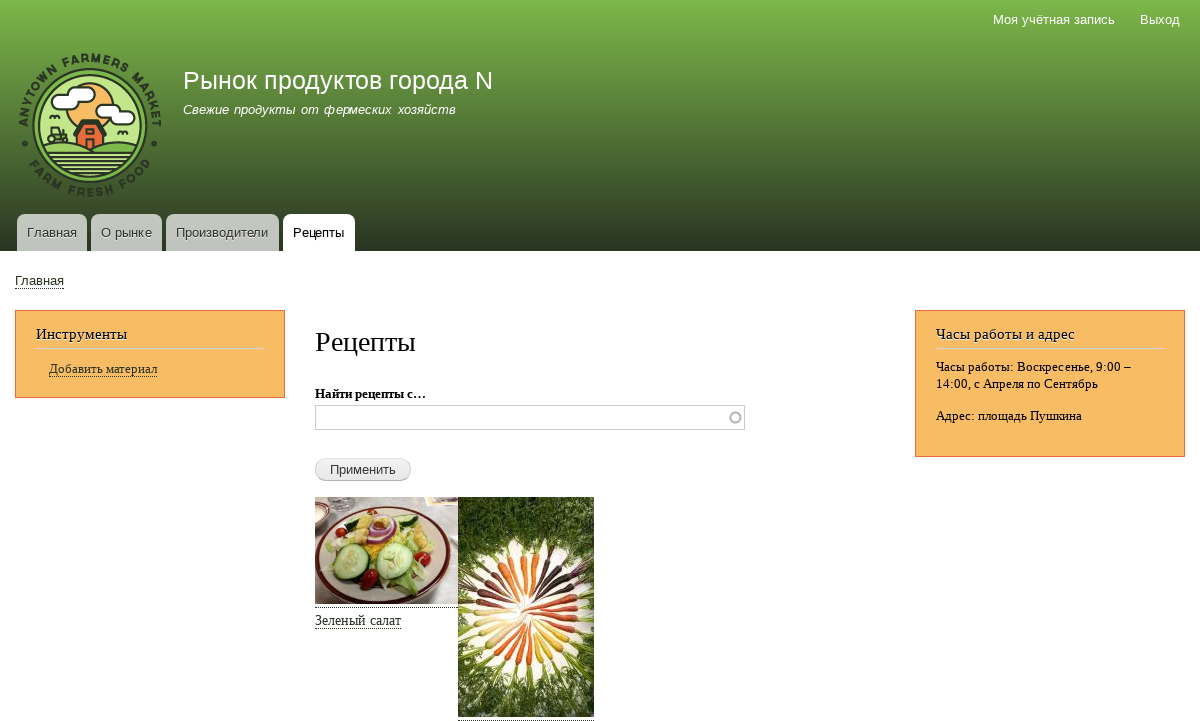 Моя учётная запись
Выход
ANYTOWN FARMERS MARKET
• FARM FRESH FOOD •
Рынок продуктов города N
Свежие продукты от фермеских хозяйств
Главная
О рынке
Производители
Рецепты
Главная
Инструменты
Добавить материал
Рецепты
Найти рецепты с…
Применить
Зеленый салат
Часы работы и адрес
Часы работы: Воскресенье, 9:00 –
14:00, с Апреля по Сентябрь
Адрес: площадь Пушкина